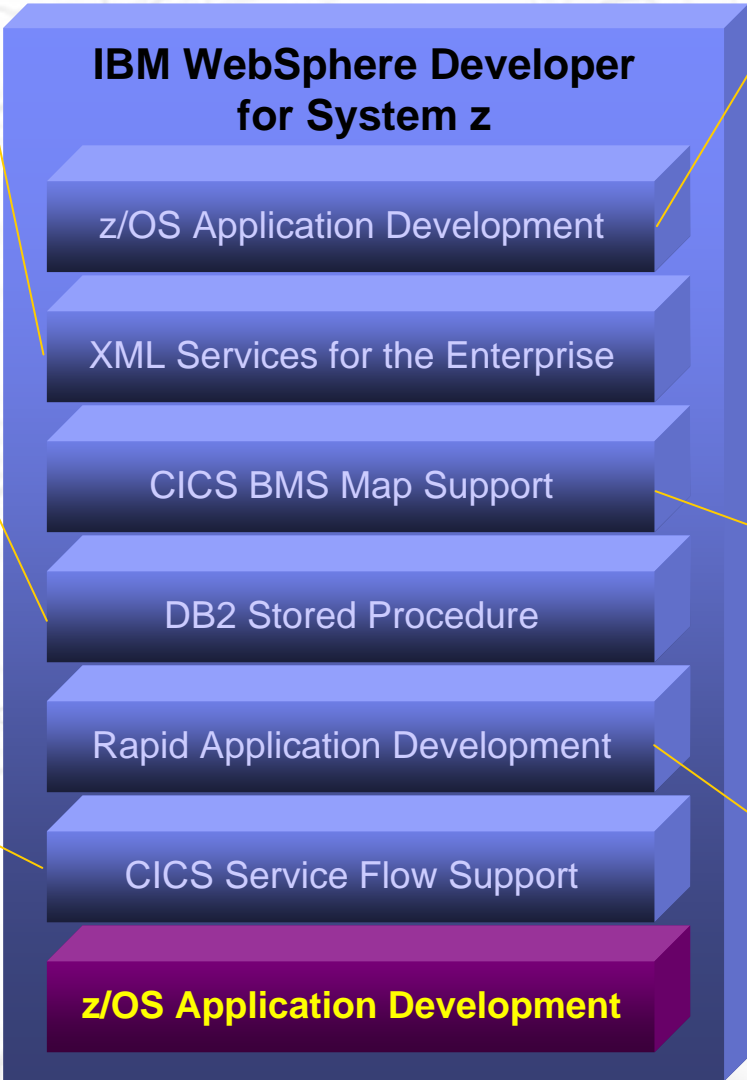 IBM WebSphere Developer
for System z
z/OS Application Development
XML Services for the Enterprise
CICS BMS Map Support
DB2 Stored Procedure
Rapid Application Development
CICS Service Flow Support
z/OS Application Development